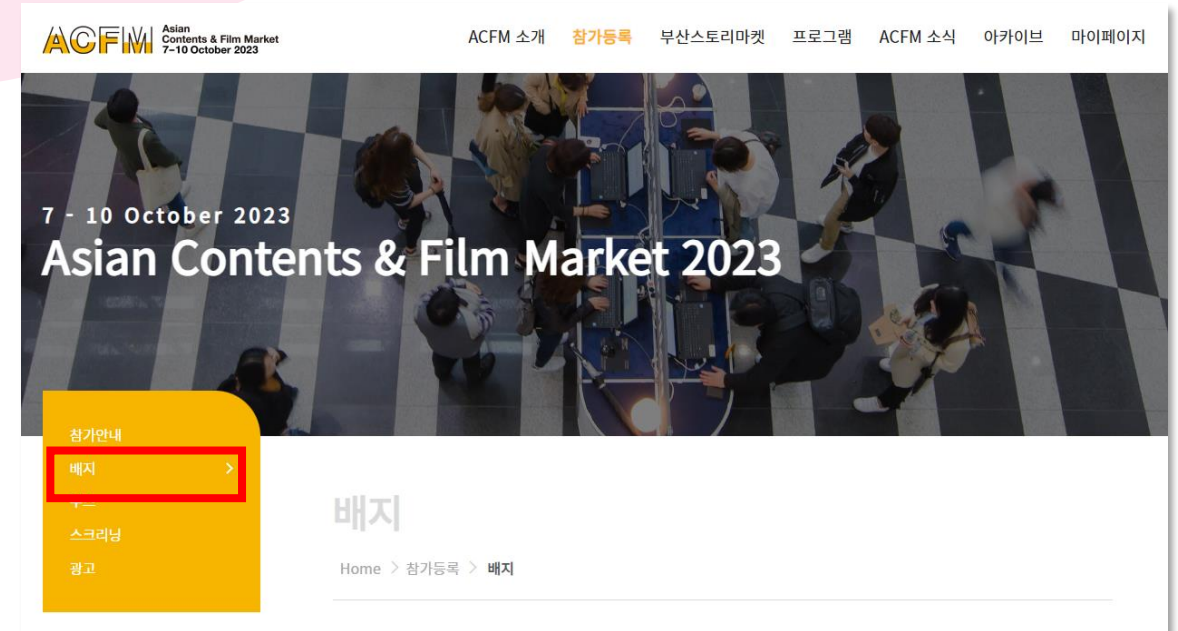 ACFM
Asian
Contents & Film Market
7-10 October 2023
ACFM 소개 참가등록 부산스토리마켓 프로그램 ACFM 소식 아카이브 마이페이지
7 - 10 October 2023
Asian Contents & Film Market 2023
참가안내
배지
스크리닝
광고
배지
Home > 참가등록 > 배지